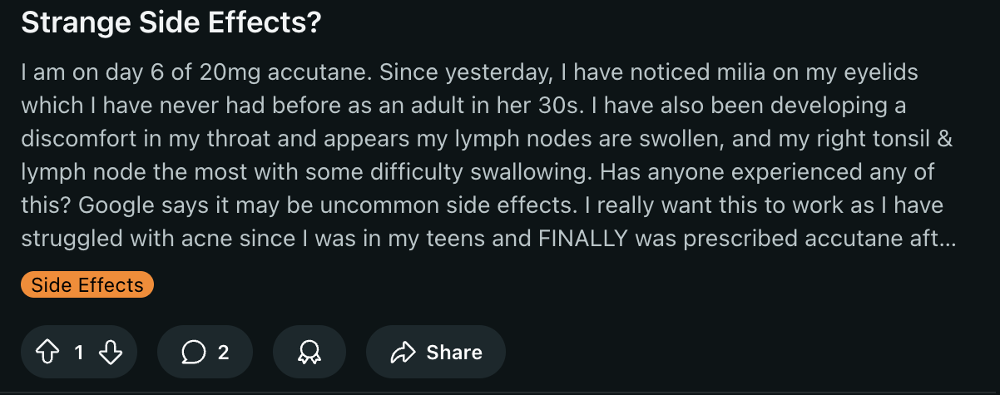 Strange Side Effects?
I am on day 6 of 20mg accutane. Since yesterday, I have noticed milia on my eyelids
which I have never had before as an adult in her 30s. I have also been developing a
discomfort in my throat and appears my lymph nodes are swollen, and my right tonsil &
lymph node the most with some difficulty swallowing. Has anyone experienced any of
this? Google says it may be uncommon side effects. I really want this to work as I have
struggled with acne since I was in my teens and FINALLY was prescribed accutane aft...
Side Effects
1 2 Share